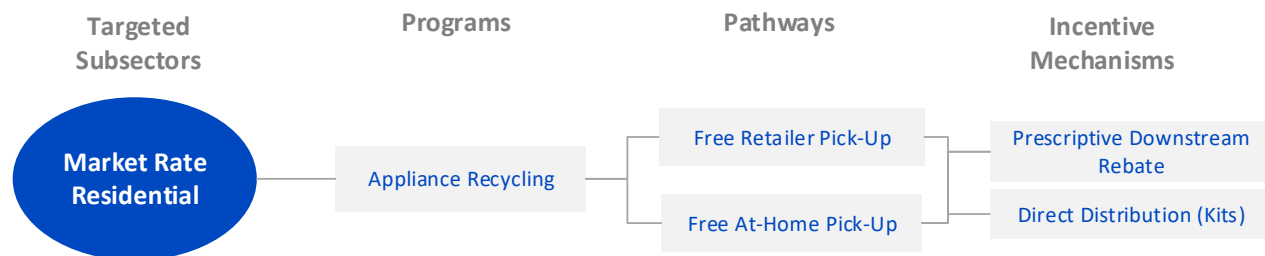 Targeted
Subsectors
Programs
Pathways
Incentive
Mechanisms
Market Rate
Residential
Appliance Recycling
Free Retailer Pick-Up
Free At-Home Pick-Up
Prescriptive Downstream
Rebate
Direct Distribution (Kits)